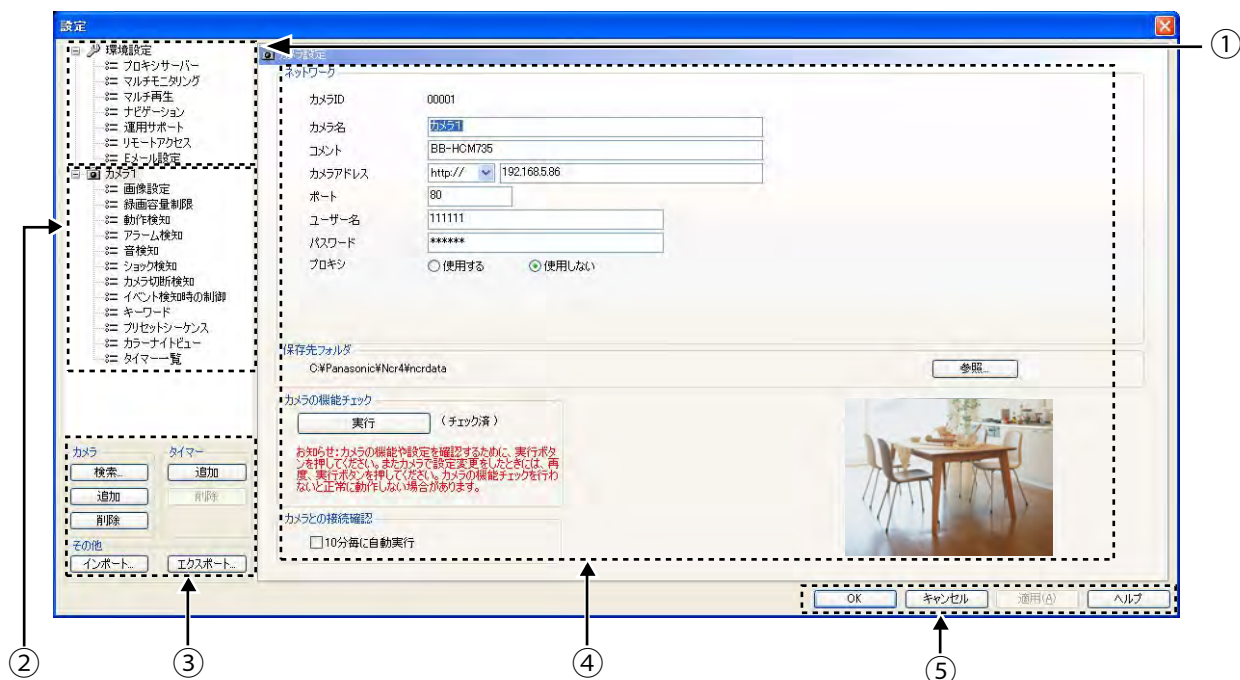 設定
①
環境設定
プロキシサーバー
マルチモニタリング
マルチ再生
ナビゲーション
運用サポート
リモートアクセス
Eメール設定
カメラ1
画像設定
録画容量制限
動作検知
アラーム検知
音検知
ショック検知
カメラ切断検知
イベント検知時の制御
キーワード
プリセットシーケンス
カラーナイトビュー
タイマー一覧
カメラ タイマー
検索... 追加
追加 削除
削除
その他
インポート... エクスポート...
カメラ設定
ネットワーク
カメラID 00001
カメラ名 カメラ1
コメント BB-HCM735
カメラアドレス http:// 192.168.5.86
ポート 80
ユーザー名 111111
パスワード ******
プロキシ 使用する 使用しない
保存先フォルダ
C:¥Panasonic¥Ncr4¥ncrdata 参照...
カメラの機能チェック
実行 (チェック済)
お知らせ:カメラの機能や設定を確認するために、実行ボタ
ンを押してください。またカメラで設定変更をしたときには、再
度、実行ボタンを押してください。カメラの機能チェックを行わ
ないと正常に動作しない場合があります。
カメラとの接続確認
10分毎に自動実行
OK キャンセル 適用(A) ヘルプ
② ③ ④ ⑤